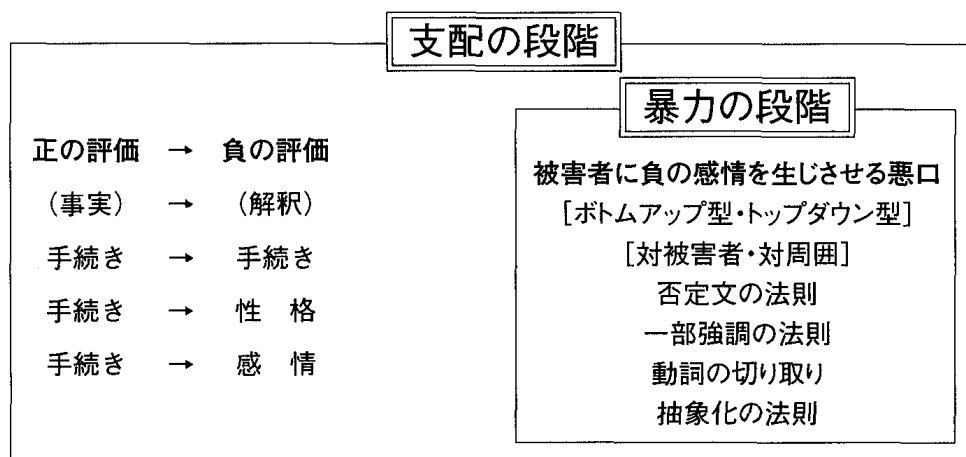 支配の段階
正の評価 → 負の評価
（事実） → （解釈）
手続き → 手続き
手続き → 性 格
手続き → 感 情
暴力の段階
被害者に負の感情を生じさせる悪口
［ボトムアップ型・トップダウン型］
［対被害者・対周囲］
否定文の法則
一部強調の法則
動詞の切り取り
抽象化の法則